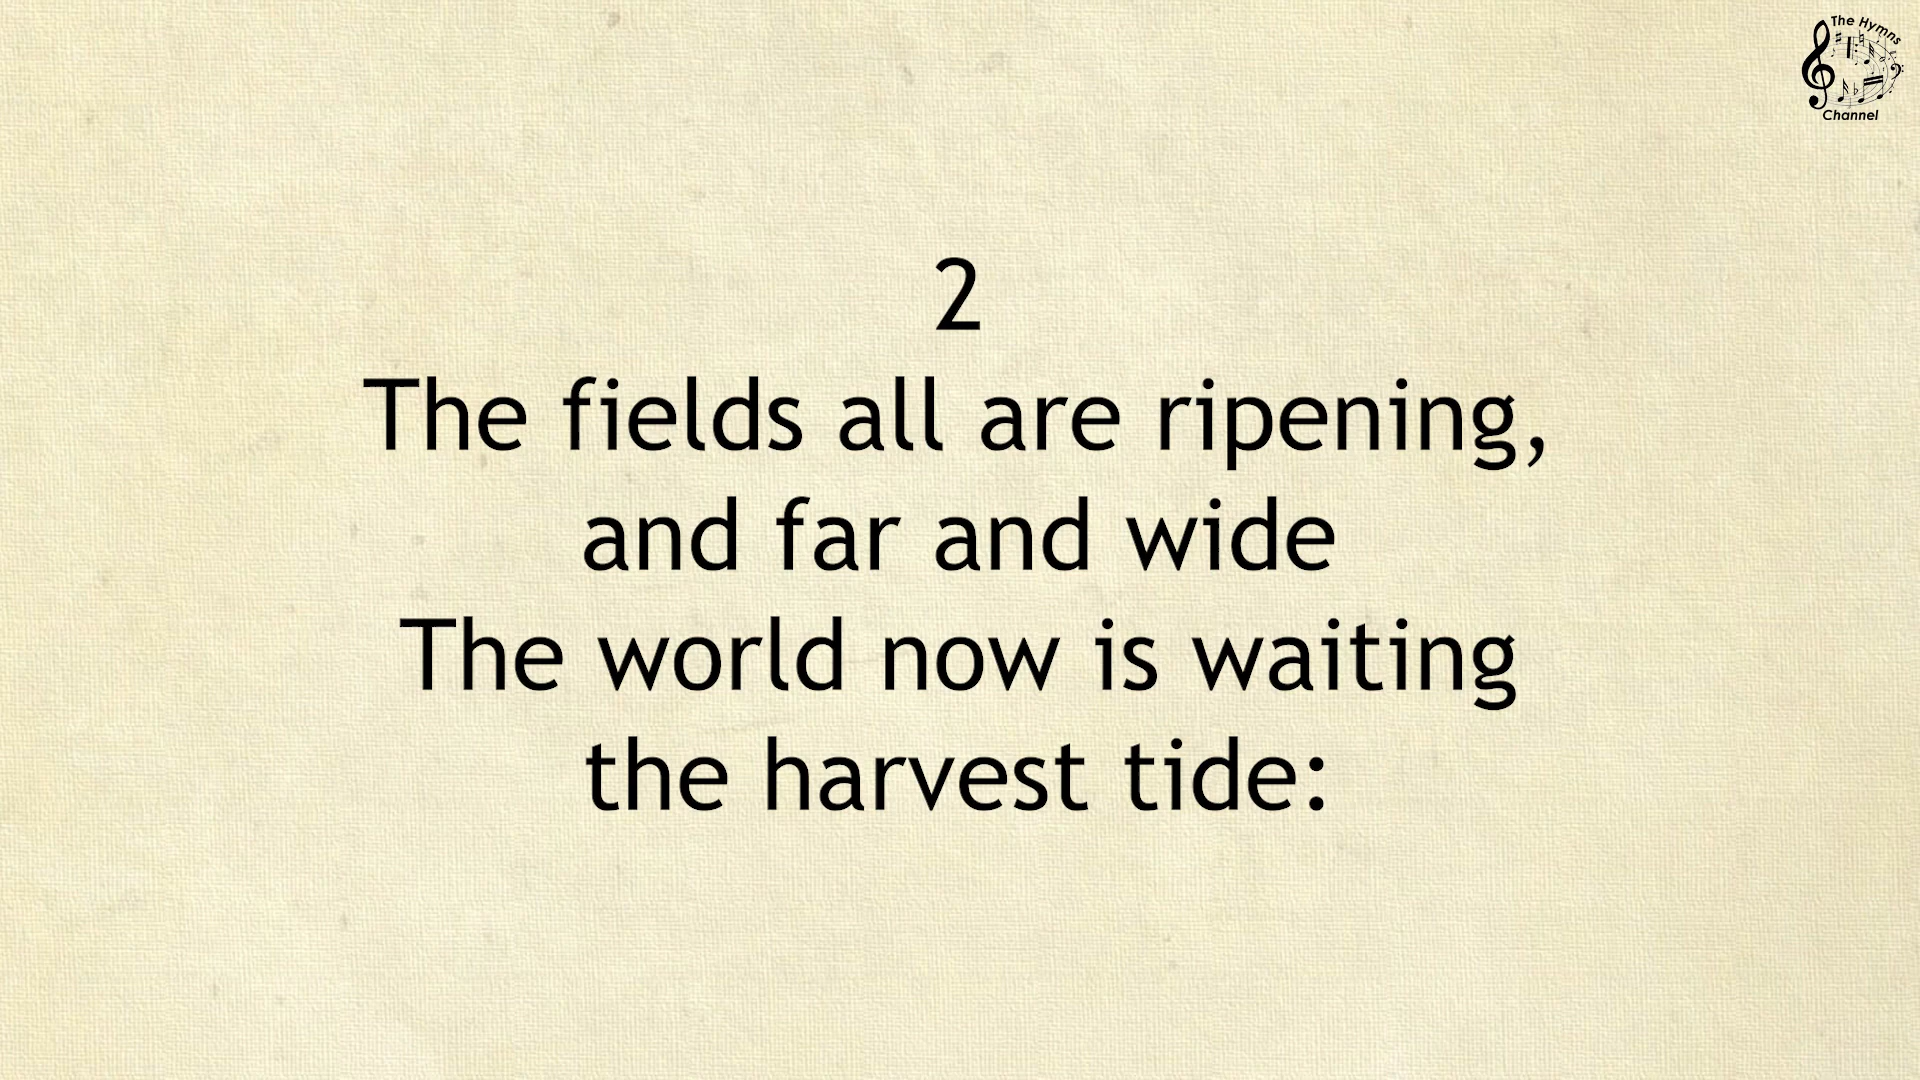 The Hymns
Channel
2
The fields all are ripening,
and far and wide
The world now is waiting
the harvest tide: